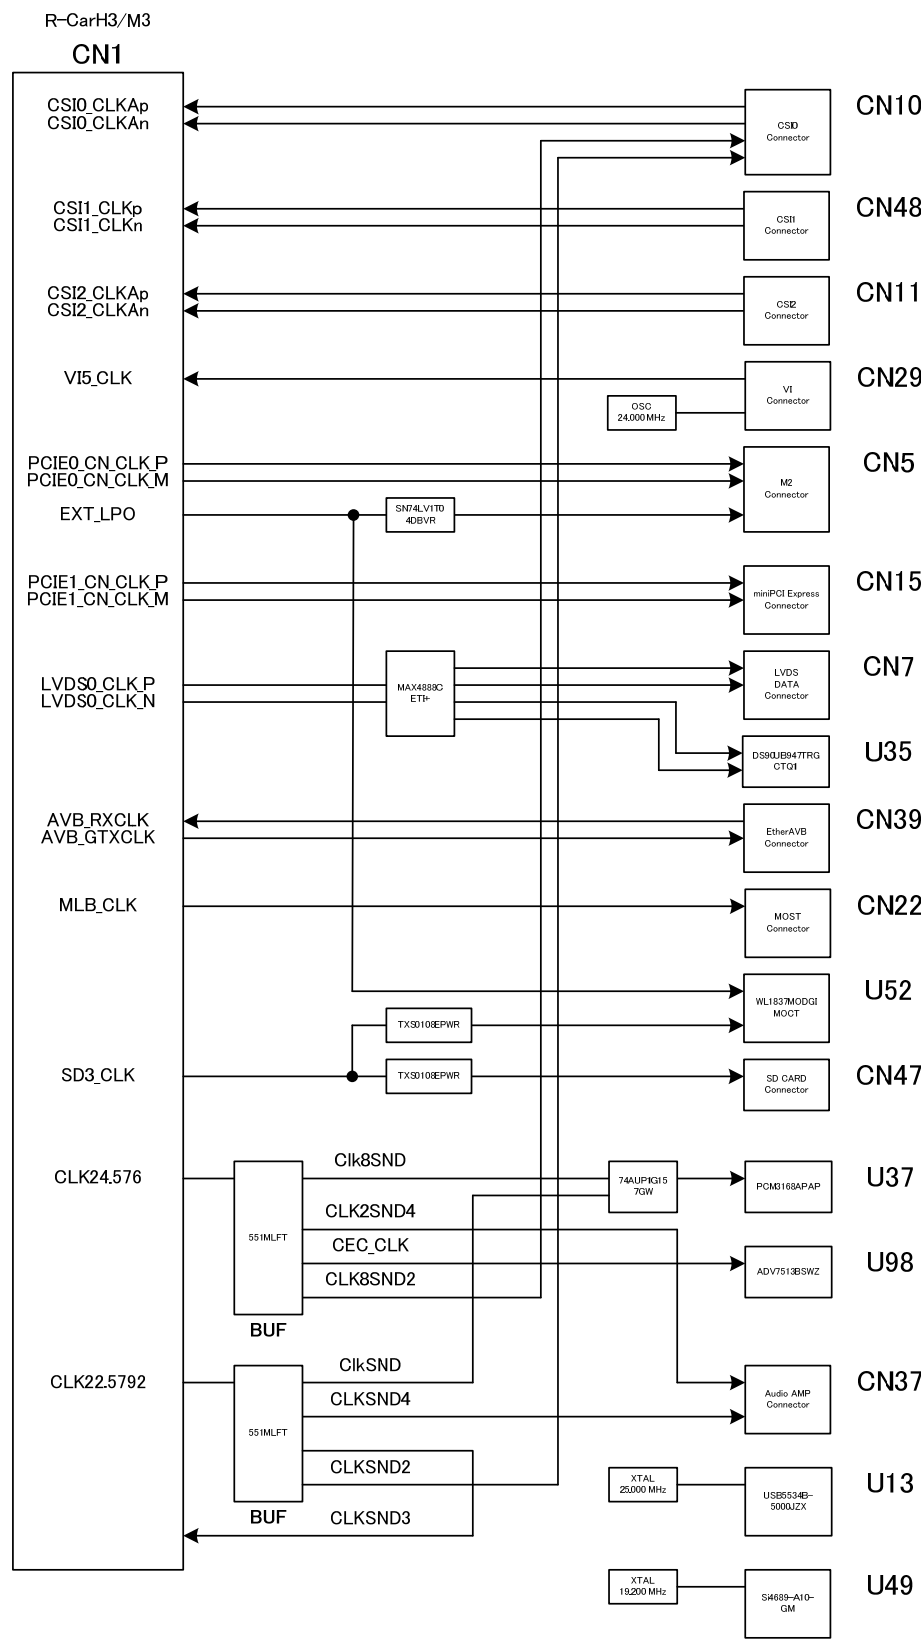 R-CarH3/M3
CN1
CSI0_CLKAp
CSI0_CLKAn
CSI0
Connector
CN10
CSI1_CLKp
CSI1_CLKn
CSI1
Connector
CN48
CSI2_CLKAp
CSI2_CLKAn
CSI2
Connector
CN11
VI5_CLK
OSC
24.000 MHz
VI
Connector
CN29
PCIE0_CN_CLK_P
PCIE0_CN_CLK_M
EXT_LPO
SN74LV1T0
4DBVR
M2
Connector
CN5
PCIE1_CN_CLK_P
PCIE1_CN_CLK_M
miniPCI Express
Connector
CN15
LVDS0_CLK_P
LVDS0_CLK_N
MAX4888C
ETI+
LVDS
DATA
Connector
CN7
DS90UB947TRG
CTQ1
U35
AVB_RXCLK
AVB_GTXCLK
EtherAVB
Connector
CN39
MLB_CLK
MOST
Connector
CN22
WL1837MODGI
MOCT
U52
TXS0108EPWR
SD3_CLK
TXS0108EPWR
SD CARD
Connector
CN47
CLK24.576
551MLFT
BUF
Clk8SND
CLK2SND4
CEC_CLK
CLK8SND2
74AUP1G15
7GW
PCM3168APAP
U37
ADV7513BSWZ
U98
CLK22.5792
551MLFT
BUF
ClkSND
CLKSND4
CLKSND2
CLKSND3
Audio AMP
Connector
CN37
XTAL
25.000 MHz
USB5534B-
5000JZX
U13
XTAL
19.200 MHz
Si4689-A10-
GM
U49